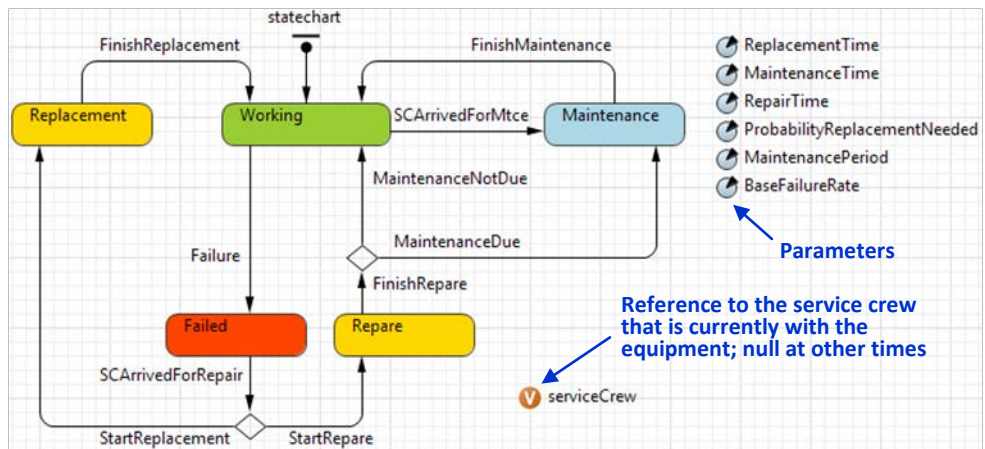 statechart
FinishReplacement
FinishMaintenance
Replacement
Working
SCArrivedForMtce
Maintenance
MaintenanceNotDue
MaintenanceDue
Failure
FinishRepare
Failed
Repare
SCArrivedForRepair
StartReplacement
StartRepare
ReplacementTime
MaintenanceTime
RepairTime
ProbabilityReplacementNeeded
MaintenancePeriod
BaseFailureRate
Parameters
Reference to the service crew
that is currently with the
equipment; null at other times
V serviceCrew